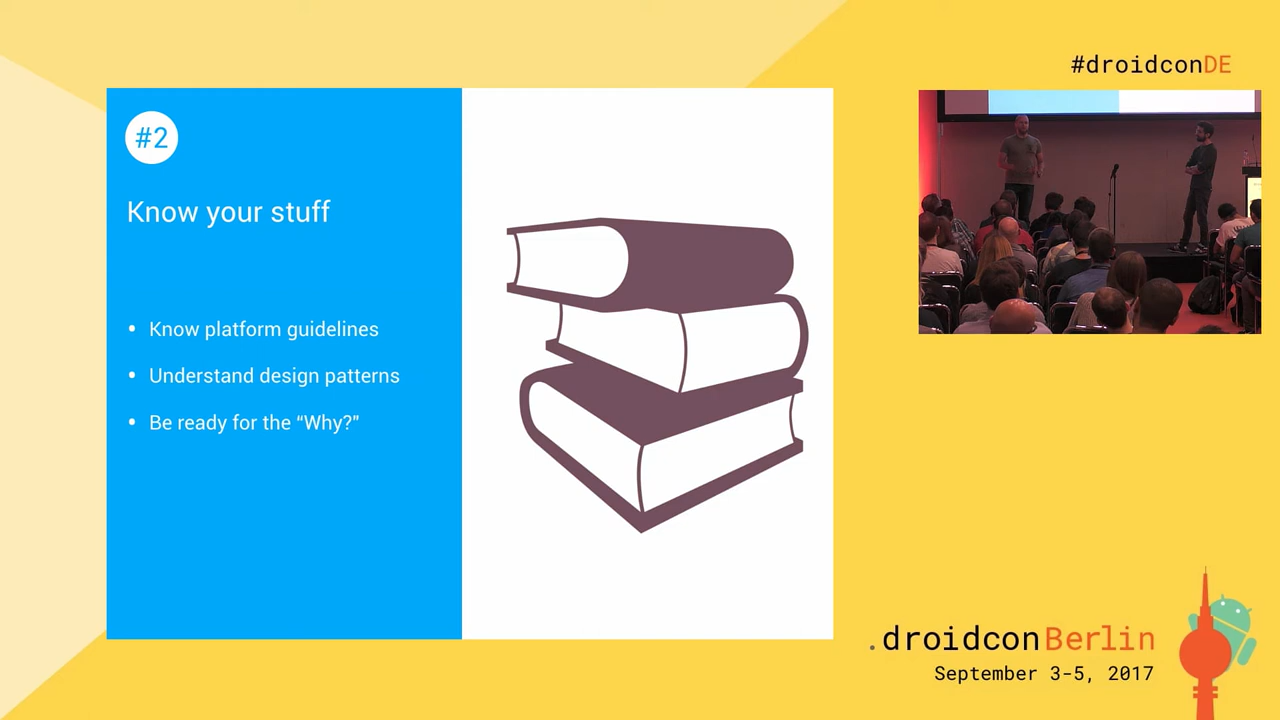 #droidconDE
#2
Know your stuff
• Know platform guidelines
• Understand design patterns
• Be ready for the “Why?”
.droidconBerlin
September 3-5, 2017